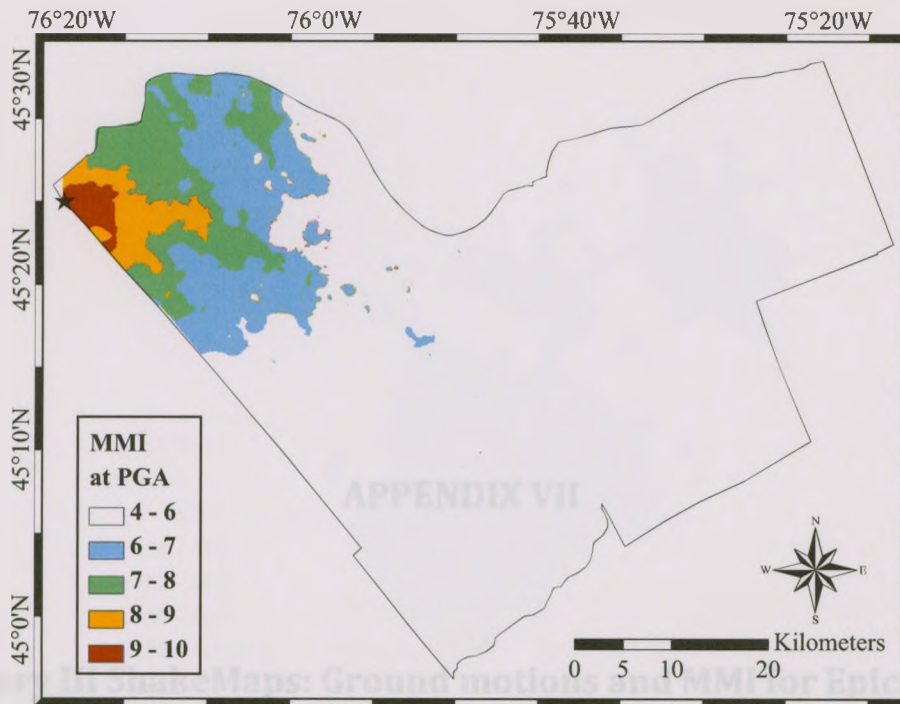 76°20'W 76°0'W 75°40'W 75°20'W
45°30'N
45°20'N
45°10'N
45°0'N
MMI
at PGA
4 - 6
6 - 7
7 - 8
8 - 9
9 - 10
APPENDIX VII
N
W E
S
Kilometers
0 5 10 20
III ShakeMaps: Ground motions and MMI for